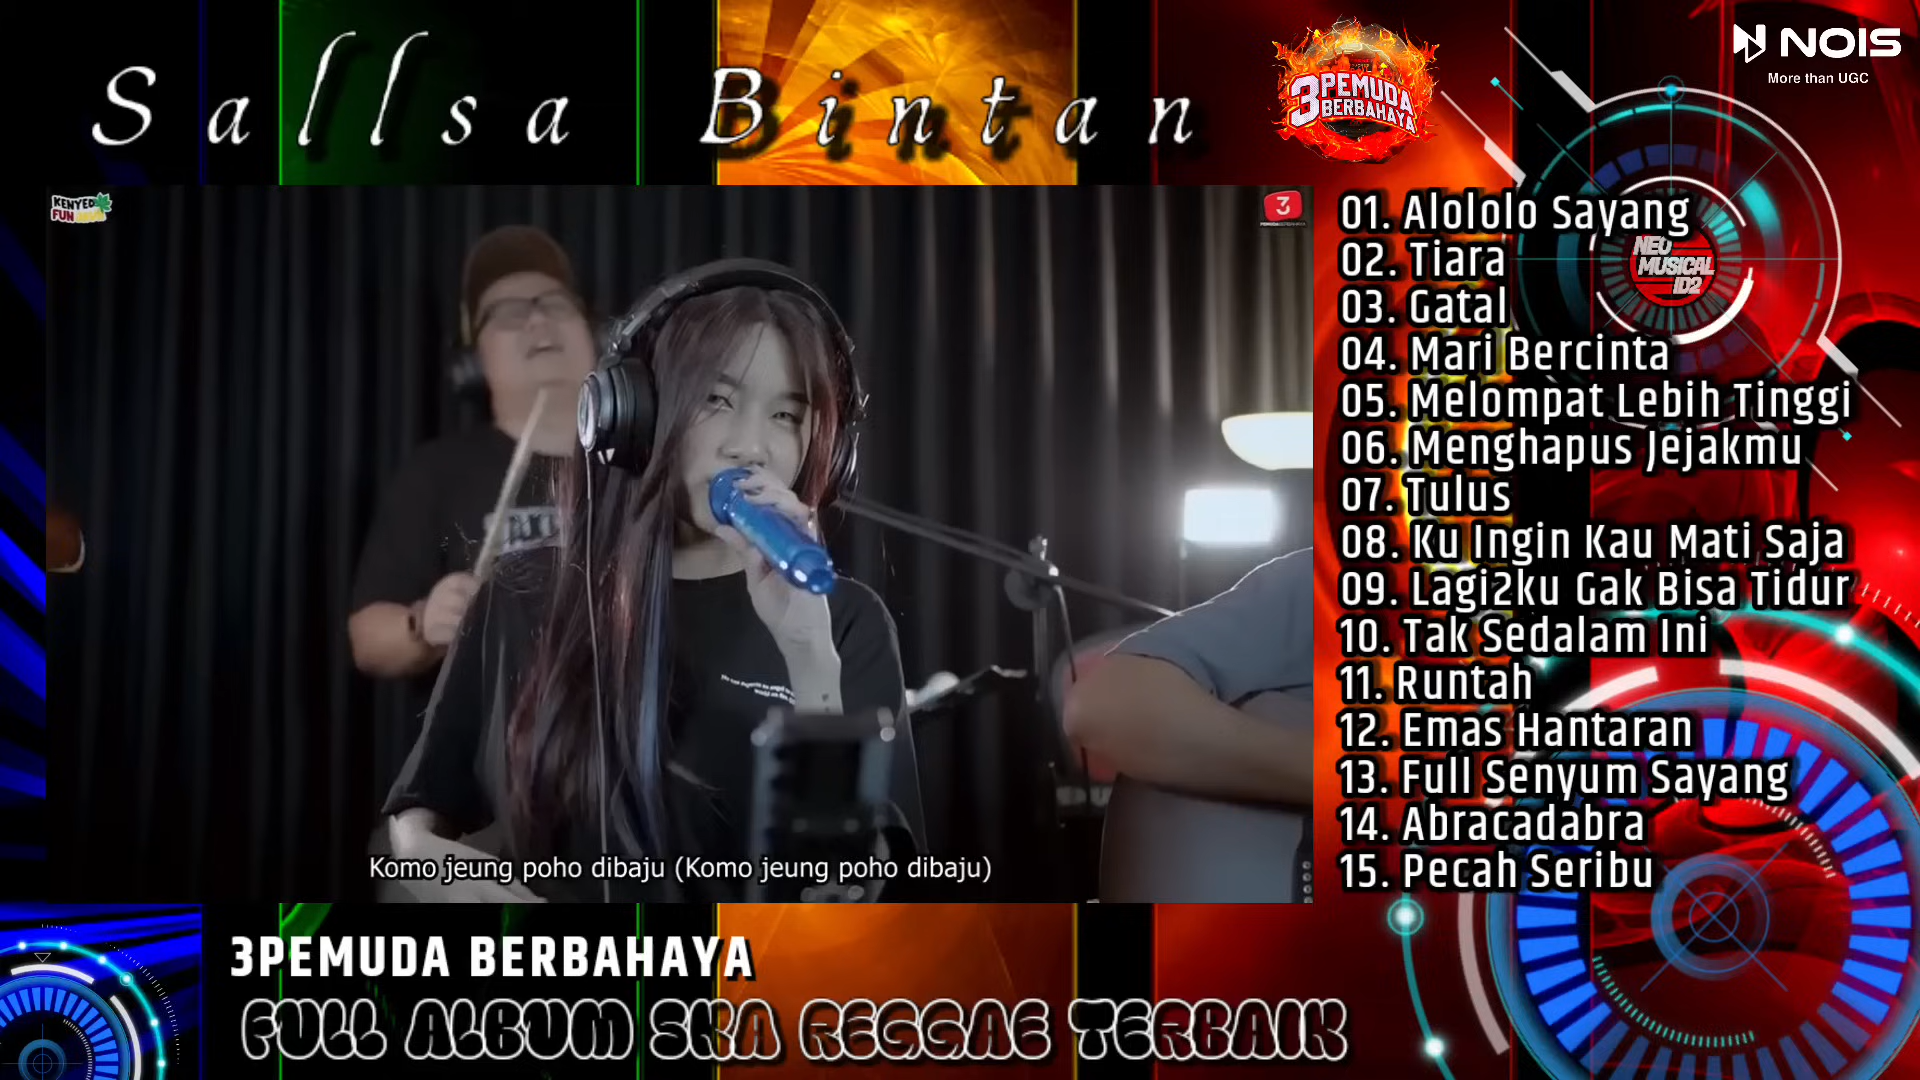 Sallsa Bintan
3PEMUDA
BERBAHAYA
NOIS
More than UGC
KENYED
FUN
3
01. Alololo Sayang
02. Tiara
03. Gatal
04. Mari Bercinta
05. Melompat Lebih Tinggi
06. Menghapus Jejakmu
07. Tulus
08. Ku Ingin Kau Mati Saja
09. Lagi2ku Gak Bisa Tidur
10. Tak Sedalam Ini
11. Runtah
12. Emas Hantaran
13. Full Senyum Sayang
14. Abracadabra
15. Pecah Seribu
NEO
MUSICAL
ID2
Komo jeung poho dibaju (Komo jeung poho dibaju)
3PEMUDA BERBAHAYA
FULL ALBUM SKA REGGAE TERBAIK